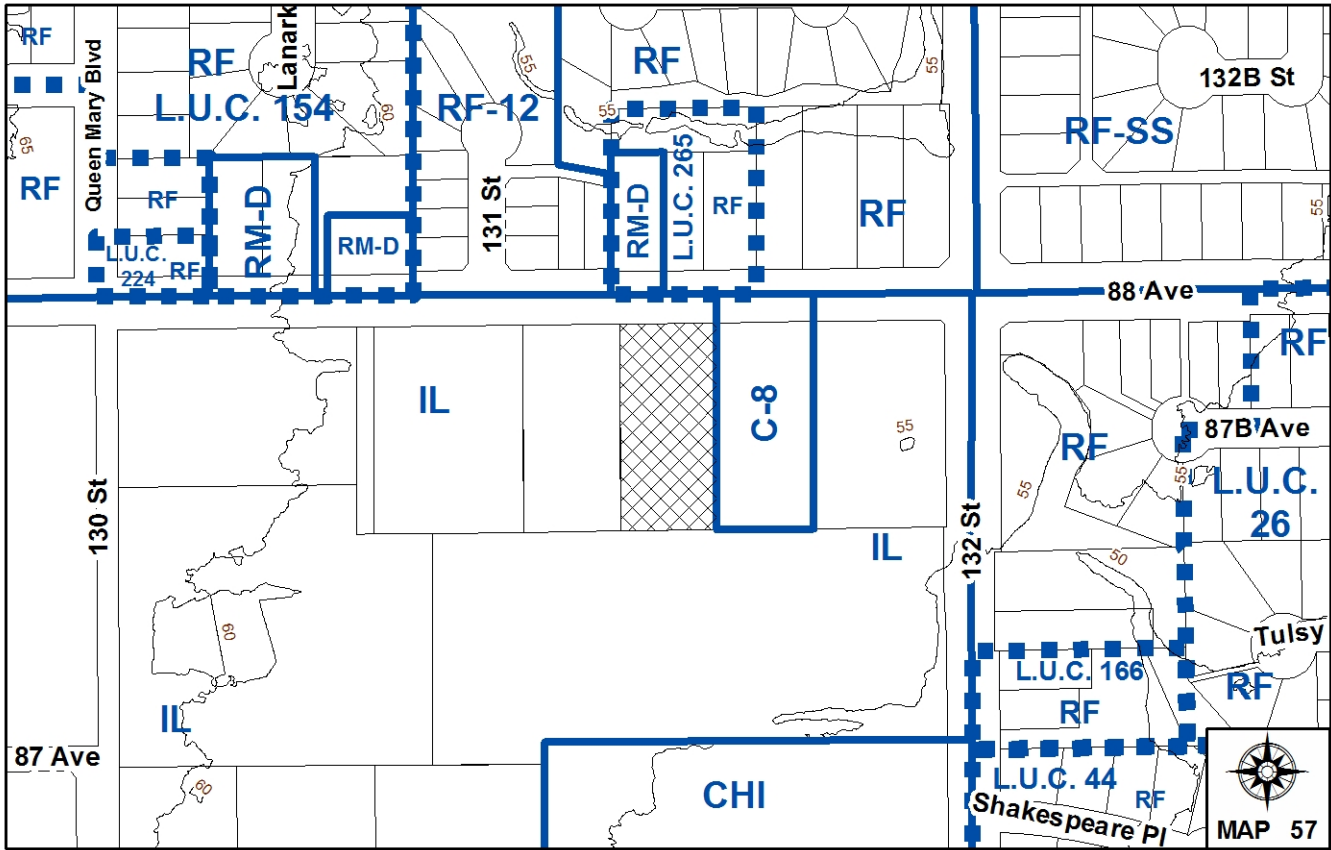 RF
Queen Mary Blvd
RF
Lanark
L.U.C. 154
60
RF-12
55
RF
55
55
132B St
RF-SS
65
RF
RF
RM-D
RM-D
131 St
RM-D
L.U.C. 265
RF
RF
55
L.U.C.
224
RF
88 Ave
IL
C-8
55
RF
RF
87B Ave
55
55
L.U.C.
26
130 St
IL
132 St
50
60
Tulsy
L.U.C. 166
RF
RF
IL
87 Ave
60
CHI
L.U.C. 44
RF
Shakespeare Pl
MAP 57